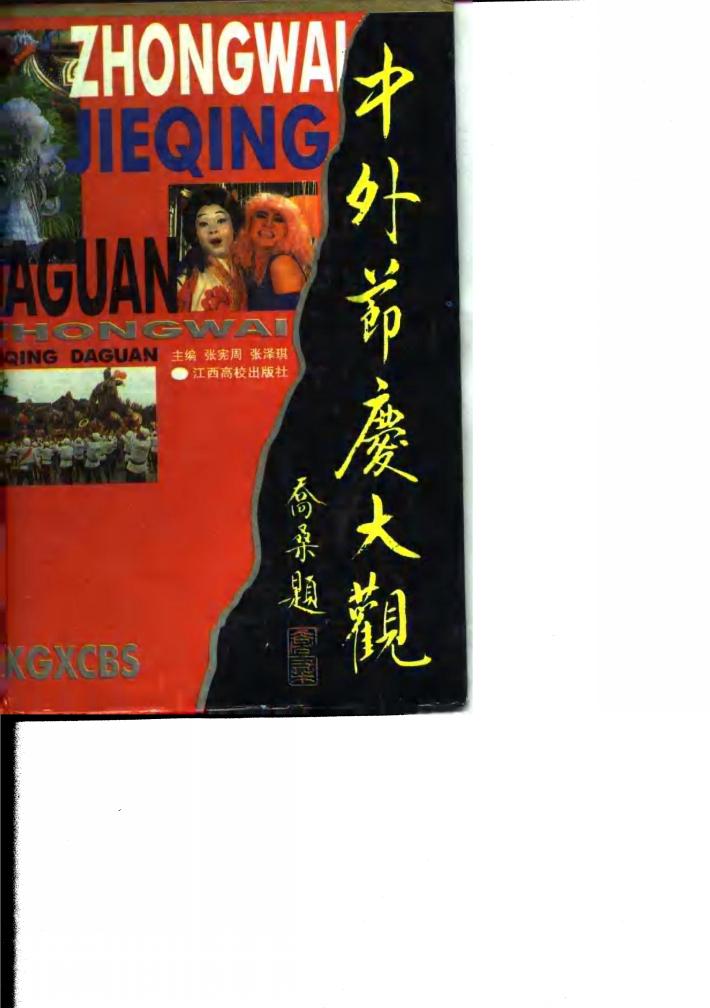 ZHONGWAI
JIEQING
中外節慶大觀
AGUAN
HONGWAI
QING DAGUAN
主编 张宪周 张泽琪
江西高校出版社
喬桑題
XGXCBS